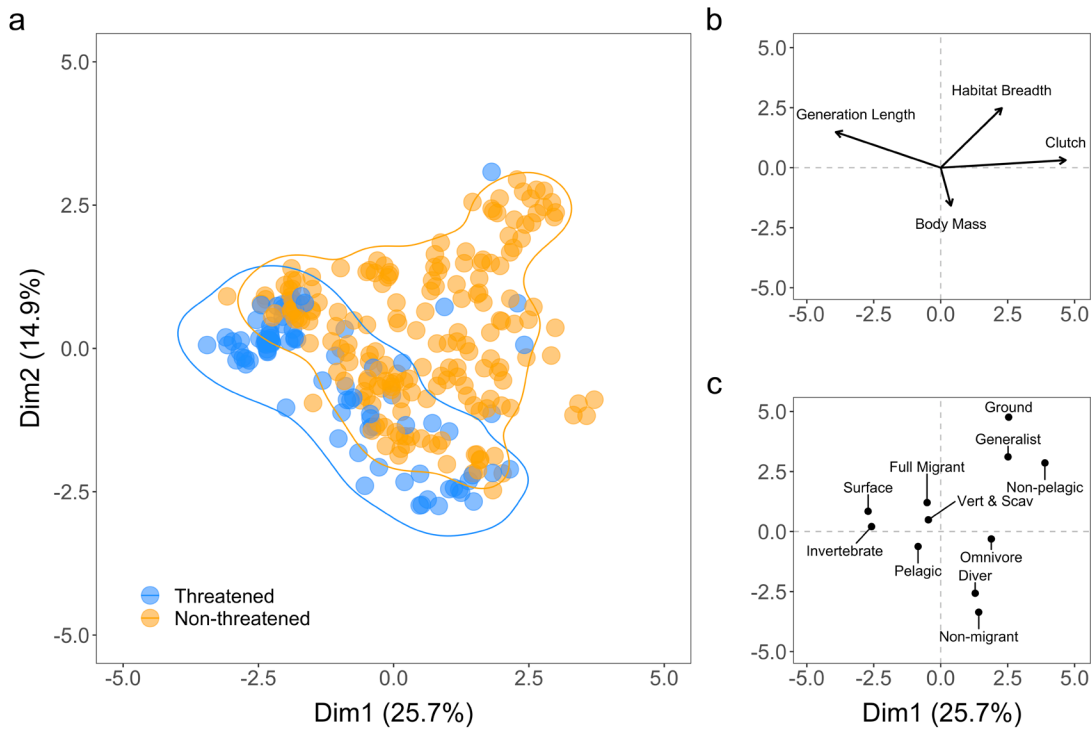 a
5.0
2.5
0.0
-2.5
-5.0
Dim2 (14.9%)
Threatened
Non-threatened
-5.0 -2.5 0.0 2.5 5.0
Dim1 (25.7%)
b
5.0
2.5
0.0
-2.5
-5.0
Habitat Breadth
Generation Length
Clutch
Body Mass
-5.0 -2.5 0.0 2.5 5.0
c
5.0
2.5
0.0
-2.5
-5.0
Ground
Generalist
Full Migrant
Non-pelagic
Surface
Vert & Scav
Invertebrate
Omnivore
Pelagic
Diver
Non-migrant
-5.0 -2.5 0.0 2.5 5.0
Dim1 (25.7%)